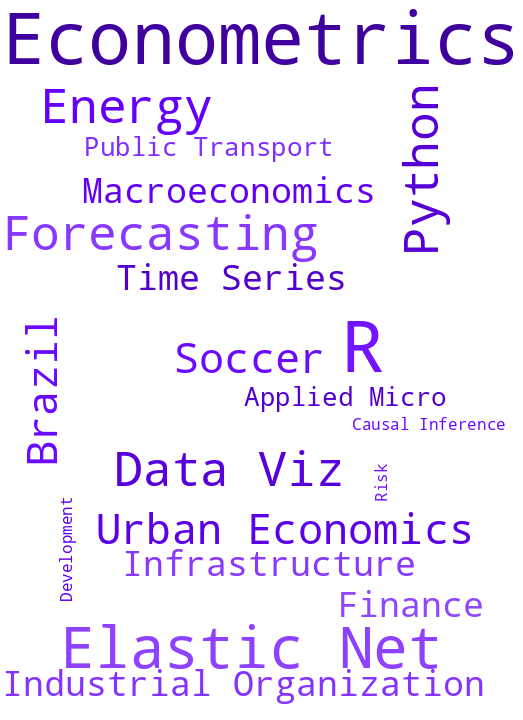 Econometrics
Energy
Python
Public Transport
Macroeconomics
Forecasting
Time Series
Brazil
Soccer
R
Applied Micro
Causal Inference
Data Viz
Risk
Development
Urban Economics
Infrastructure
Finance
Elastic Net
Industrial Organization